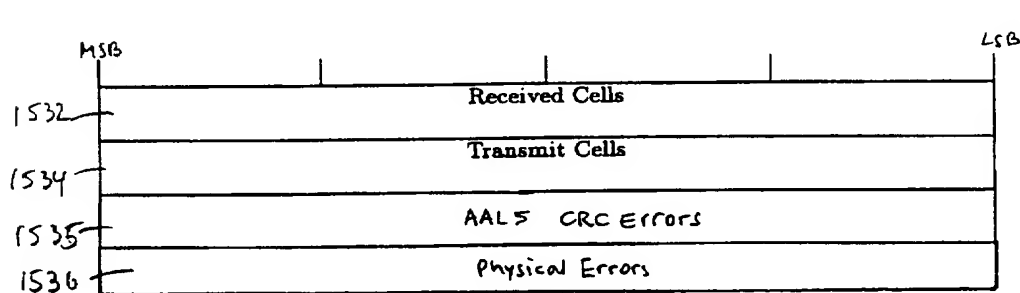 MSB LSB
Received Cells
1532
Transmit Cells
1534
AAL5 CRC Errors
1535
Physical Errors
1536